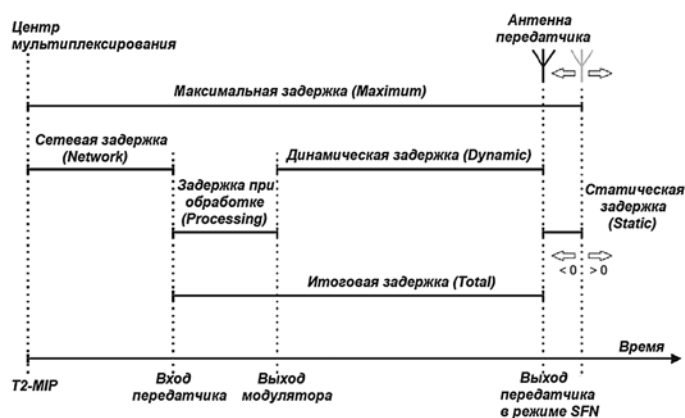 Центр
мультиплексирования
Антенна
передатчика
Максимальная задержка (Maximum)
Сетевая задержка
(Network)
Динамическая задержка (Dynamic)
Задержка при
обработке
(Processing)
Статическая
задержка
(Static)
< 0 > 0
Итоговая задержка (Total)
Время
T2-MIP
Вход
передатчика
Выход
модулятора
Выход
передатчика
в режиме SFN